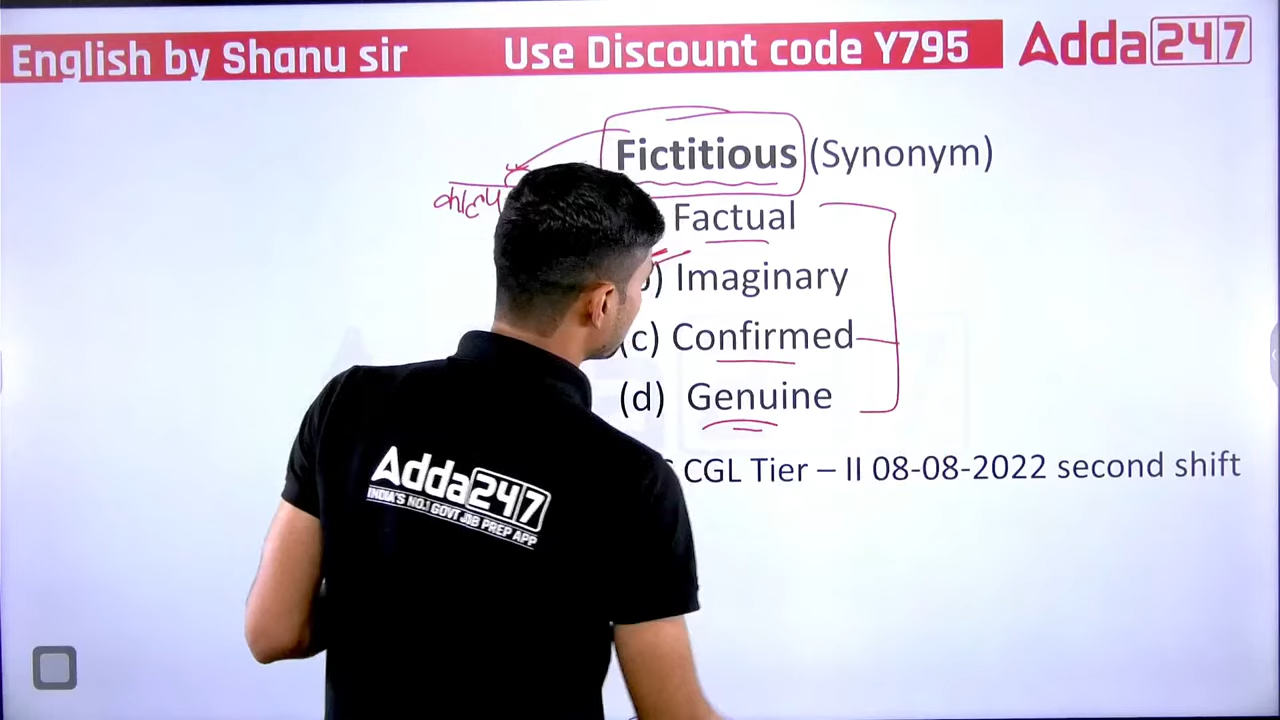 English by Shanu sir Use Discount code Y795 Adda247
Fictitious (Synonym)
Factual
) Imaginary
(c) Confirmed
(d) Genuine
CGL Tier – II 08-08-2022 second shift
Adda247
INDIA'S NO.1 GOVT JOB PREP APP